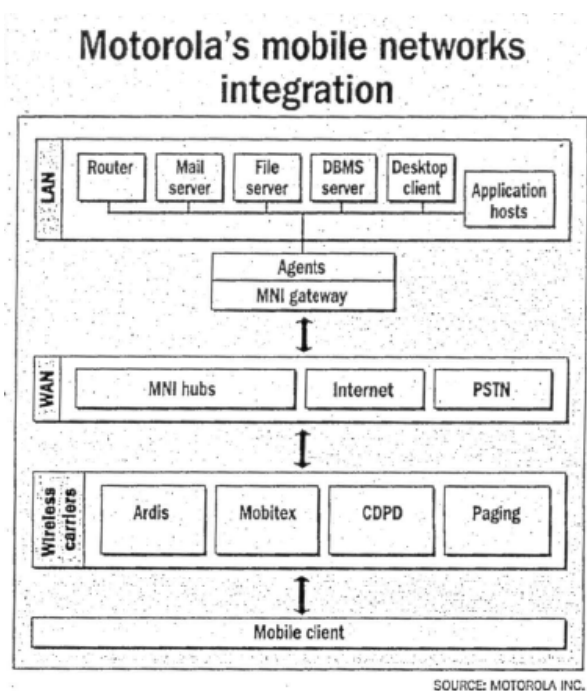 Motorola's mobile networks
integration
LAN
Router
Mail
server
File
server
DBMS
server
Desktop
client
Application
hosts
Agents
MNI gateway
WAN
MNI hubs
Internet
PSTN
Wireless
carriers
Ardis
Mobitex
CDPD
Paging
Mobile client
SOURCE: MOTOROLA INC.